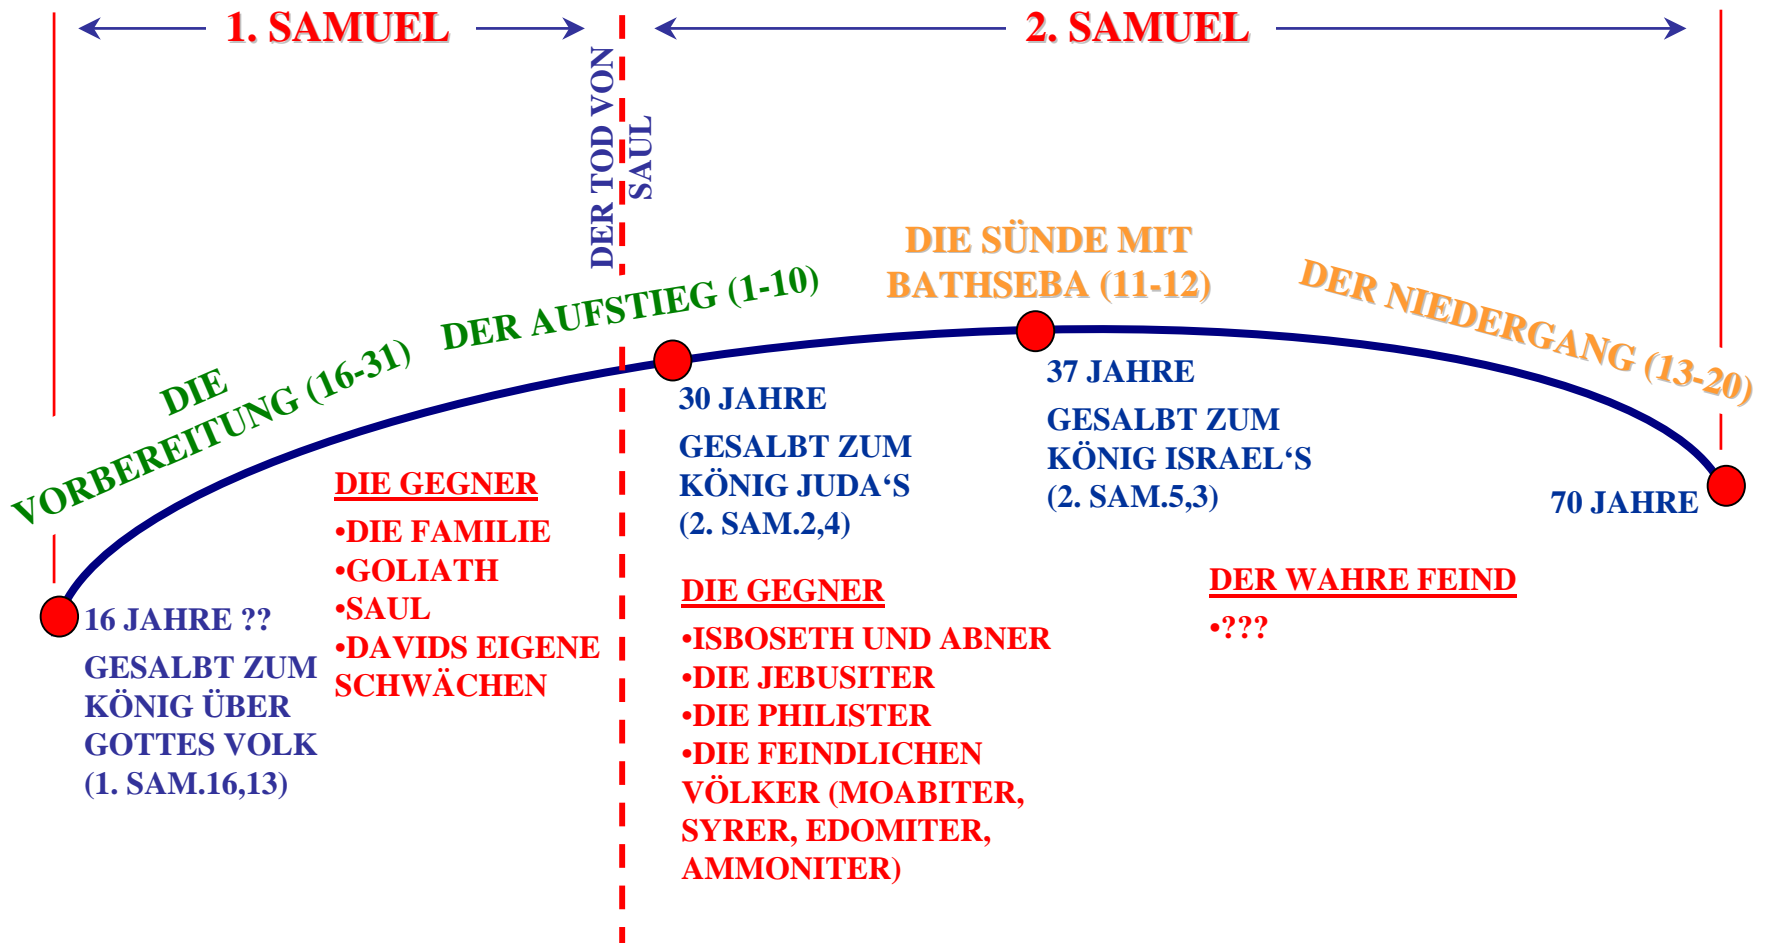 1. SAMUEL
2. SAMUEL
DER TOD VON
SAUL
DIE
VORBEREITUNG (16-31)
DER AUFSTIEG (1-10)
DIE SÜNDE MIT
BATHSEBA (11-12)
DER NIEDERGANG (13-20)
16 JAHRE ??
GESALBT ZUM
KÖNIG ÜBER
GOTTES VOLK
(1. SAM.16,13)
DIE GEGNER
•DIE FAMILIE
•GOLIATH
•SAUL
•DAVIDS EIGENE
SCHWÄCHEN
30 JAHRE
GESALBT ZUM
KÖNIG JUDA‘S
(2. SAM.2,4)
DIE GEGNER
•ISBOSETH UND ABNER
•DIE JEBUSITER
•DIE PHILISTER
•DIE FEINDLICHEN
VÖLKER (MOABITER,
SYRER, EDOMITER,
AMMONITER)
37 JAHRE
GESALBT ZUM
KÖNIG ISRAEL‘S
(2. SAM.5,3)
70 JAHRE
DER WAHRE FEIND
•???